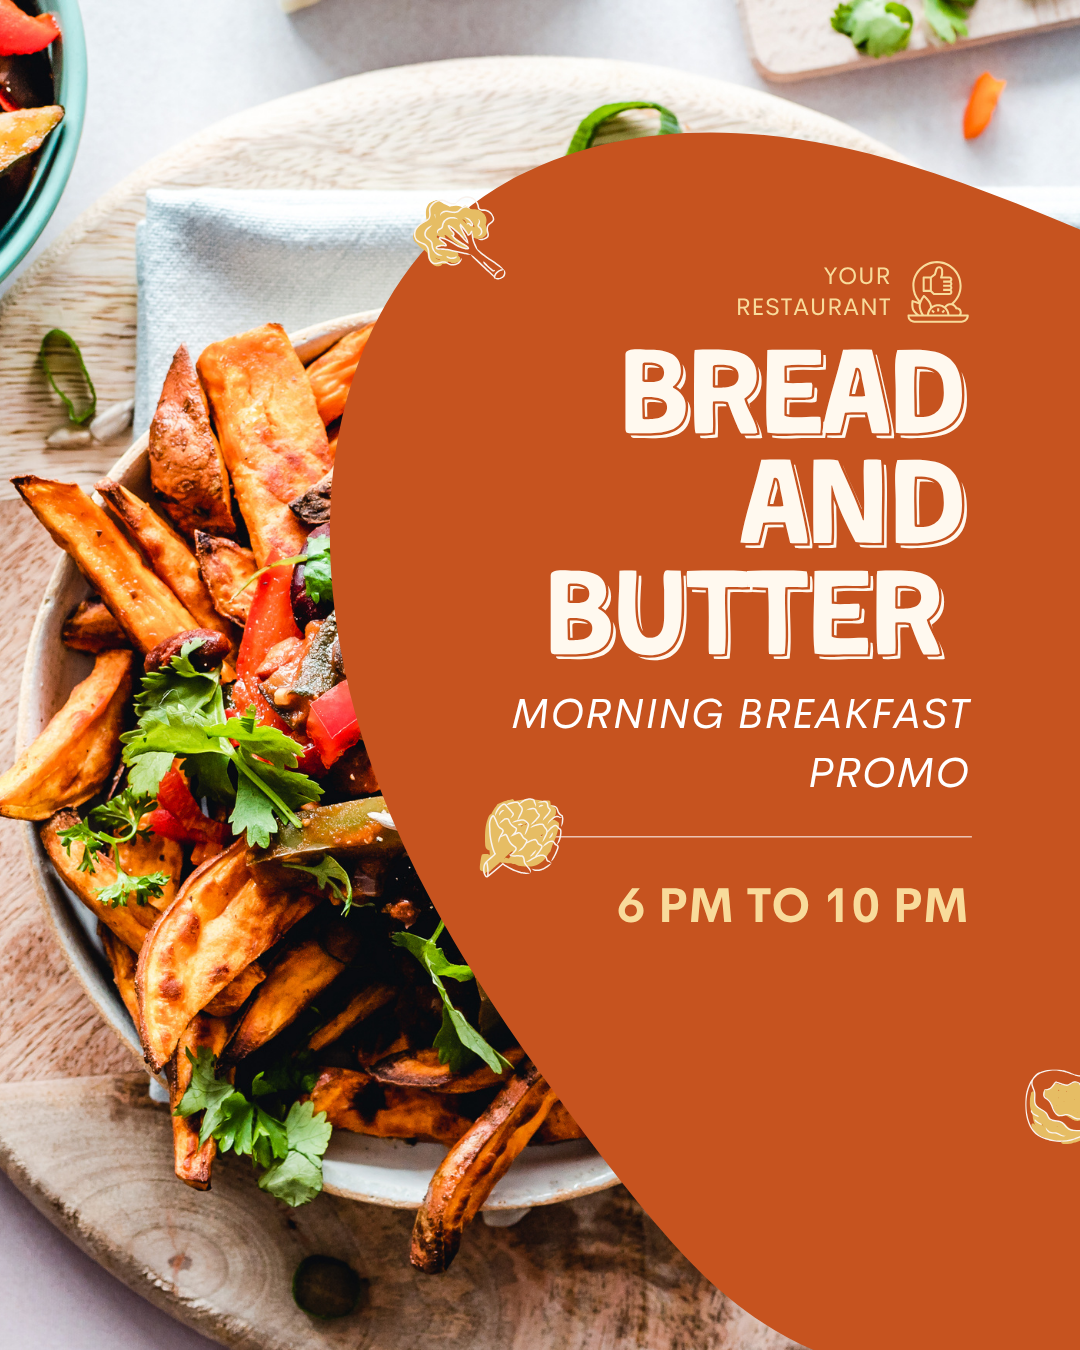 YOUR
RESTAURANT
BREAD
AND
BUTTER
MORNING BREAKFAST
PROMO
6 PM TO 10 PM